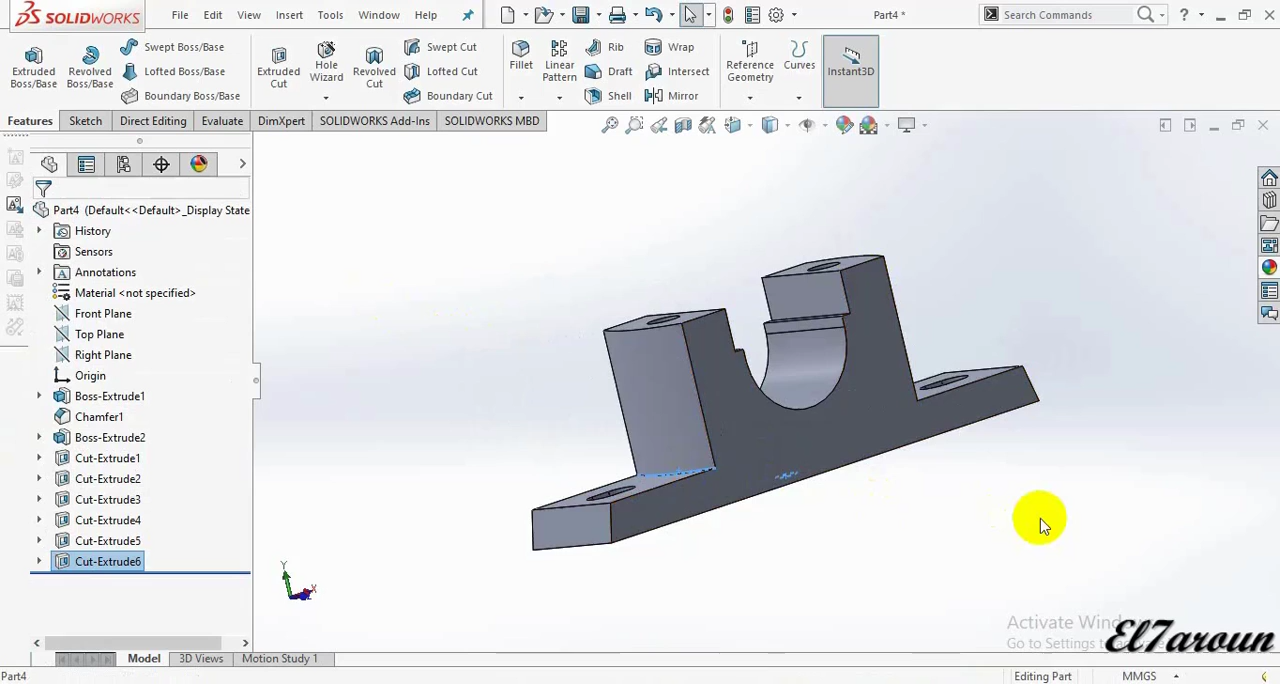 SOLIDWORKS
File Edit View Insert Tools Window Help
Part4 *
Search Commands
Extruded Boss/Base
Revolved Boss/Base
Swept Boss/Base
Lofted Boss/Base
Boundary Boss/Base
Extruded Cut
Hole Wizard
Revolved Cut
Swept Cut
Lofted Cut
Boundary Cut
Fillet
Linear Pattern
Rib
Draft
Shell
Wrap
Intersect
Mirror
Reference Geometry
Curves
Instant3D
Features Sketch Direct Editing Evaluate DimXpert SOLIDWORKS Add-Ins SOLIDWORKS MBD
Part4 (Default<<Default>_Display State
History
Sensors
Annotations
Material <not specified>
Front Plane
Top Plane
Right Plane
Origin
Boss-Extrude1
Chamfer1
Boss-Extrude2
Cut-Extrude1
Cut-Extrude2
Cut-Extrude3
Cut-Extrude4
Cut-Extrude5
Cut-Extrude6
Y
X
Model 3D Views Motion Study 1
El7aroun
Part4
Editing Part
MMGS